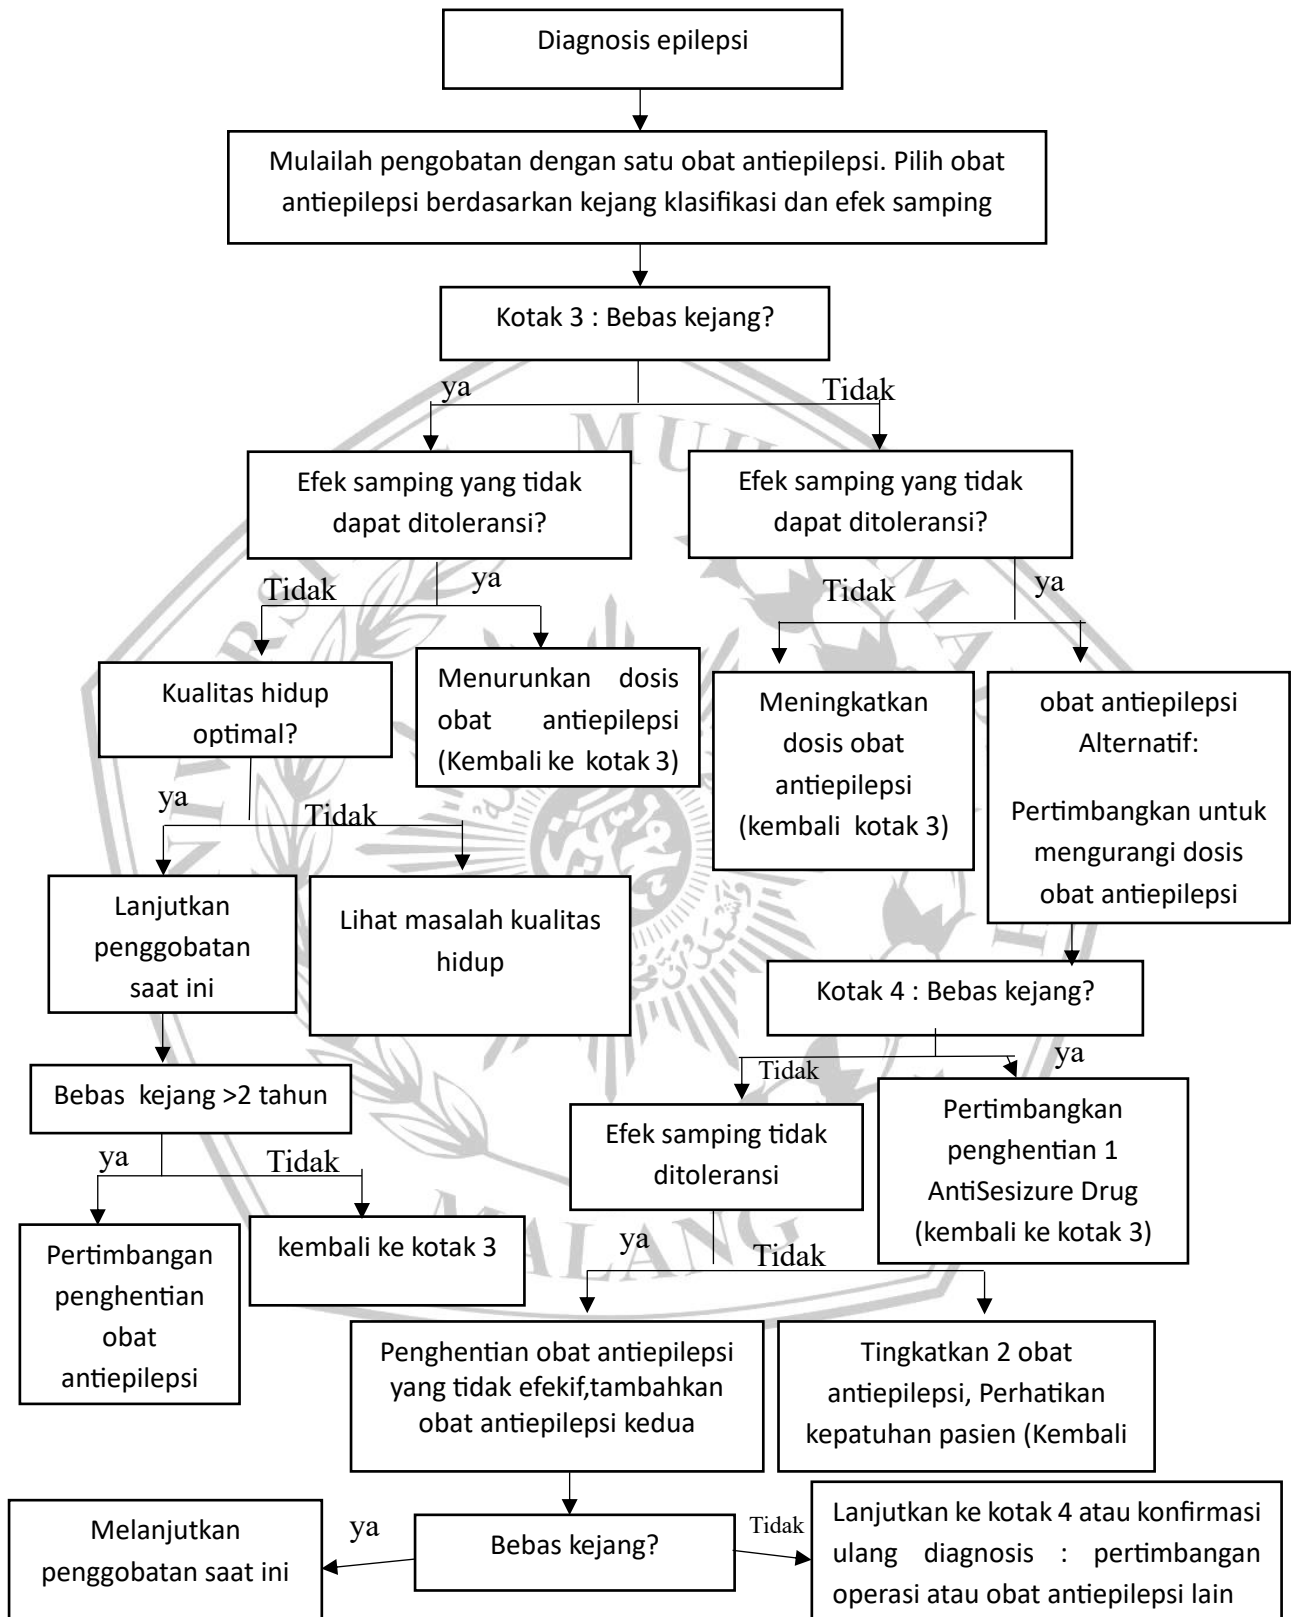 Diagnosis epilepsi
Mulailah pengobatan dengan satu obat antiepilepsi. Pilih obat
antiepilepsi berdasarkan kejang klasifikasi dan efek samping
Kotak 3 : Bebas kejang?
ya
Tidak
Efek samping yang tidak
dapat ditoleransi?
Efek samping yang tidak
dapat ditoleransi?
Tidak
ya
Tidak
ya
Kualitas hidup
optimal?
Menurunkan dosis
obat antiepilepsi
(Kembali ke kotak 3)
Meningkatkan
dosis obat
antiepilepsi
(kembali kotak 3)
obat antiepilepsi
Alternatif:
Pertimbangkan untuk
mengurangi dosis
obat antiepilepsi
ya
Tidak
Lanjutkan
penggobatan
saat ini
Lihat masalah kualitas
hidup
Kotak 4 : Bebas kejang?
Tidak
ya
Bebas kejang >2 tahun
Efek samping tidak
ditoleransi
Pertimbangkan
penghentian 1
AntiSesizure Drug
(kembali ke kotak 3)
ya
Tidak
Pertimbangan
penghentian
obat
antiepilepsi
kembali ke kotak 3
ya
Tidak
Penghentian obat antiepilepsi
yang tidak efekif,tambahkan
obat antiepilepsi kedua
Tingkatkan 2 obat
antiepilepsi, Perhatikan
kepatuhan pasien (Kembali
Melanjutkan
penggobatan saat ini
ya
Bebas kejang?
Tidak
Lanjutkan ke kotak 4 atau konfirmasi
ulang diagnosis : pertimbangan
operasi atau obat antiepilepsi lain
MALANG